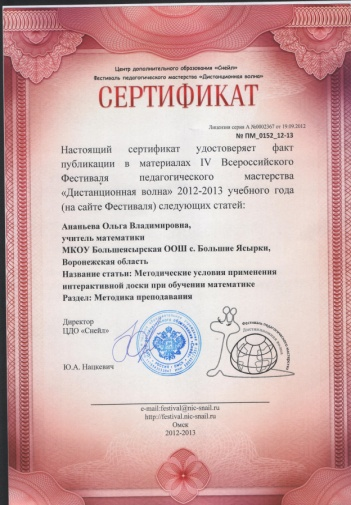 Центр дополнительного образования «Снейл»
Фестиваль педагогического мастерства «Дистанционная волна»
СЕРТИФИКАТ
Лицензия серия А №0002367 от 19.09.2012
№ ПМ_0152_12-13
Настоящий сертификат удостоверяет факт
публикации в материалах IV Всероссийского
Фестиваля педагогического мастерства
«Дистанционная волна» 2012-2013 учебного года
(на сайте Фестиваля) следующих статей:
Ананьева Ольга Владимировна,
учитель математики
МКОУ Большеясырская ООШ с. Большие Ясырки,
Воронежская область
Название статьи: Методические условия применения
интерактивной доски при обучении математике
Раздел: Методика преподавания
Директор
ЦДО «Снейл»
Фестиваль педагогического мастерства
Дистанционная волна
Ю.А. Нацкевич
e-mail:festival@nic-snail.ru
http://festival.nic-snail.ru
Омск
2012-2013